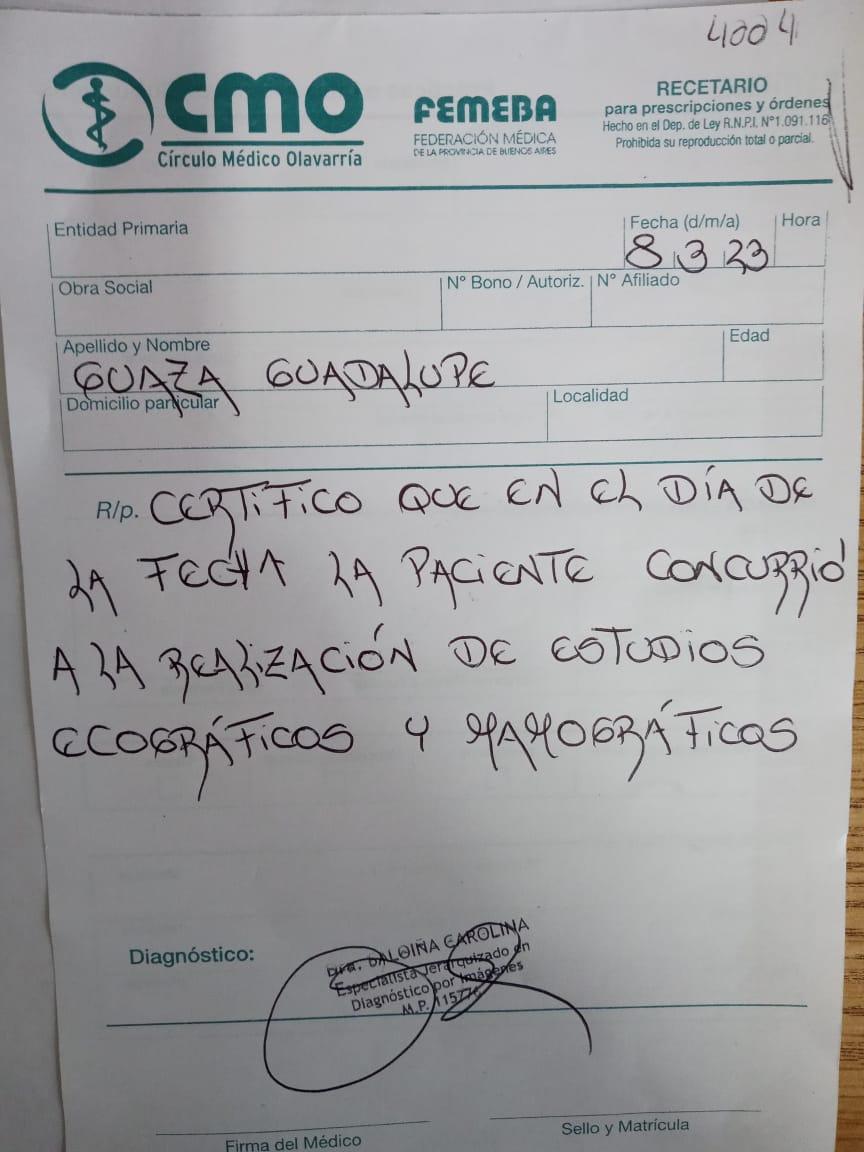 4004
cmo
Círculo Médico Olavarría
FEMEBA
FEDERACIÓN MÉDICA
DE LA PROVINCIA DE BUENOS AIRES
RECETARIO
para prescripciones y órdenes
Hecho en el Dep. de Ley R.N.P.I. N°1.091.116
Prohibida su reproducción total o parcial.
Entidad Primaria
Fecha (d/m/a)
Hora
8 3 23
Obra Social
N° Bono / Autoriz.
N° Afiliado
Apellido y Nombre
Edad
GUAZA GUADALUPE
Domicilio particular
Localidad
R/p. CERTIFICO QUE EN EL DÍA DE
LA FECHA LA PACIENTE CONCURRIÓ
A LA REALIZACIÓN DE ESTUDIOS
ECOGRÁFICOS Y MAMOGRÁFICOS
Diagnóstico:
Dra. BALOIÑA CAROLINA
Especialista Jerarquizado en
Diagnóstico por Imágenes
M.P. 115776
Firma del Médico
Sello y Matrícula